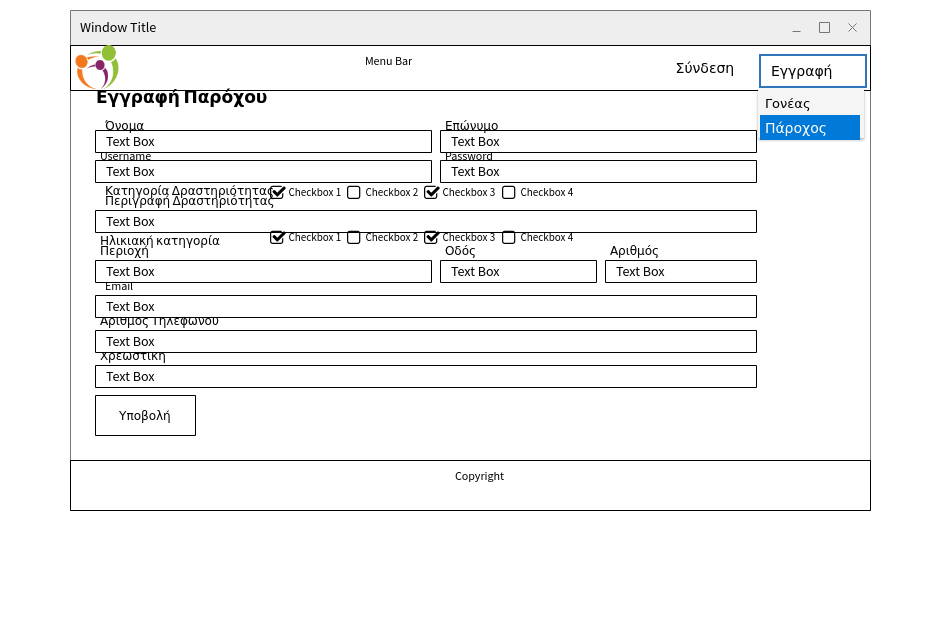 Window Title
Menu Bar
Σύνδεση
Εγγραφή
Γονέας
Πάροχος
Εγγραφή Παρόχου
Όνομα Επώνυμο
Text Box Text Box
Username Password
Text Box Text Box
Κατηγορία Δραστηριότητας Checkbox 1 Checkbox 2 Checkbox 3 Checkbox 4
Περιγραφή Δραστηριότητας
Text Box
Ηλικιακή κατηγορία Checkbox 1 Checkbox 2 Checkbox 3 Checkbox 4
Περιοχή Οδός Αριθμός
Text Box Text Box Text Box
Email
Text Box
Αριθμός Τηλεφώνου
Text Box
Χρεωστική
Text Box
Υποβολή
Copyright